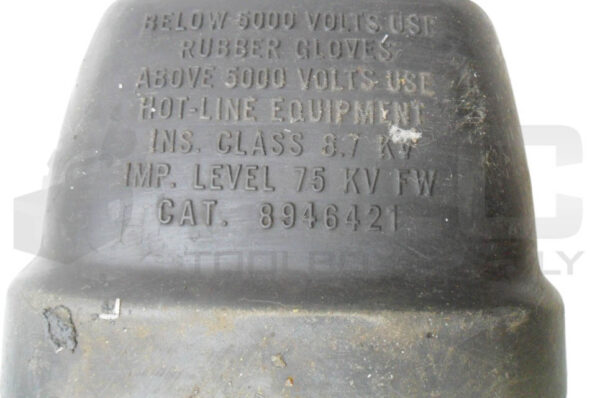 BELOW 5000 VOLTS USE
RUBBER GLOVES
ABOVE 5000 VOLTS USE
HOT-LINE EQUIPMENT
INS. CLASS 8.7 KV
IMP. LEVEL 75 KV FW
CAT. 8946421